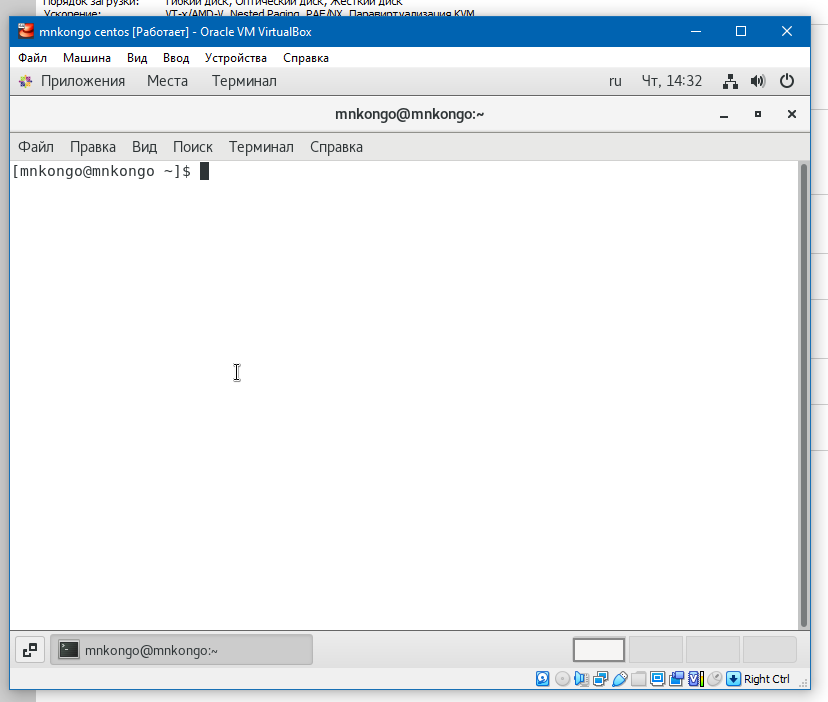 Порядок загрузки: Гибкий диск, Оптический диск, Жёсткий диск
Ускорение: VT-x/AMD-V, Nested Paging, PAE/NX, Паравиртуализация KVM
mnkongo centos [Работает] - Oracle VM VirtualBox
Файл Машина Вид Ввод Устройства Справка
Приложения Места Терминал ru Чт, 14:32
mnkongo@mnkongo:~
Файл Правка Вид Поиск Терминал Справка
[mnkongo@mnkongo ~]$
mnkongo@mnkongo:~
Right Ctrl